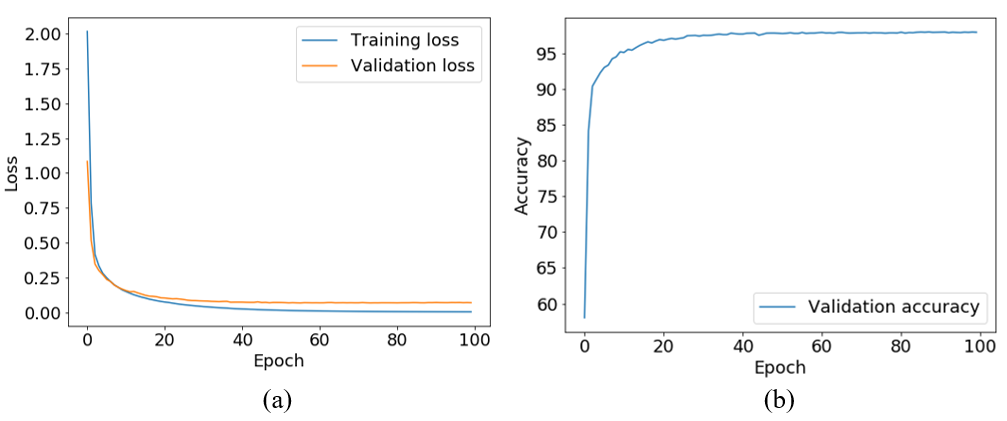 2.00
1.75
1.50
1.25
1.00
0.75
0.50
0.25
0.00
Loss
0 20 40 60 80 100
Epoch
Training loss
Validation loss
(a)
95
90
85
80
75
70
65
60
Accuracy
0 20 40 60 80 100
Epoch
Validation accuracy
(b)